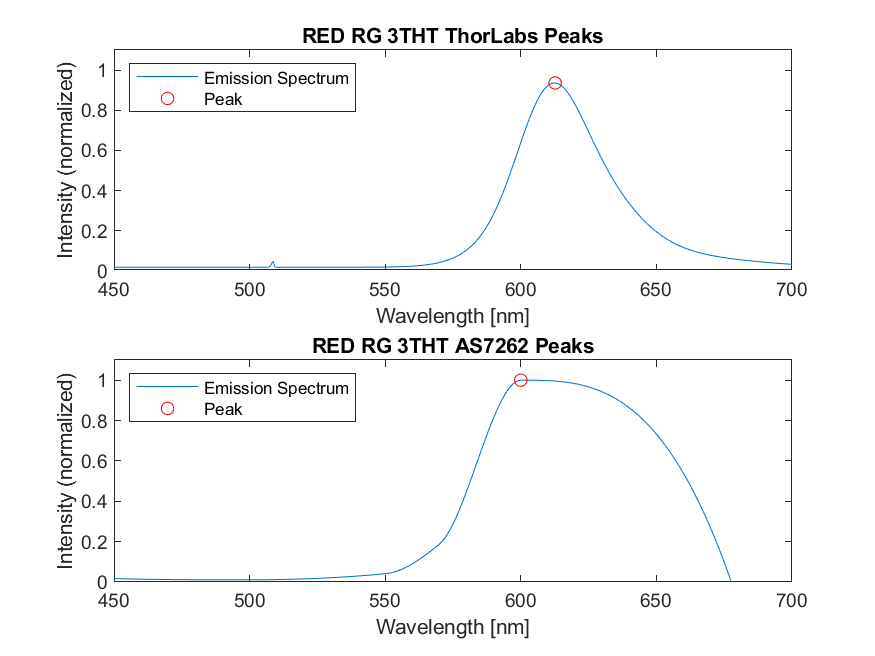 RED RG 3THT ThorLabs Peaks
Intensity (normalized)
1
0.8
0.6
0.4
0.2
0
Emission Spectrum
Peak
450 500 550 600 650 700
Wavelength [nm]
RED RG 3THT AS7262 Peaks
Intensity (normalized)
1
0.8
0.6
0.4
0.2
0
Emission Spectrum
Peak
450 500 550 600 650 700
Wavelength [nm]